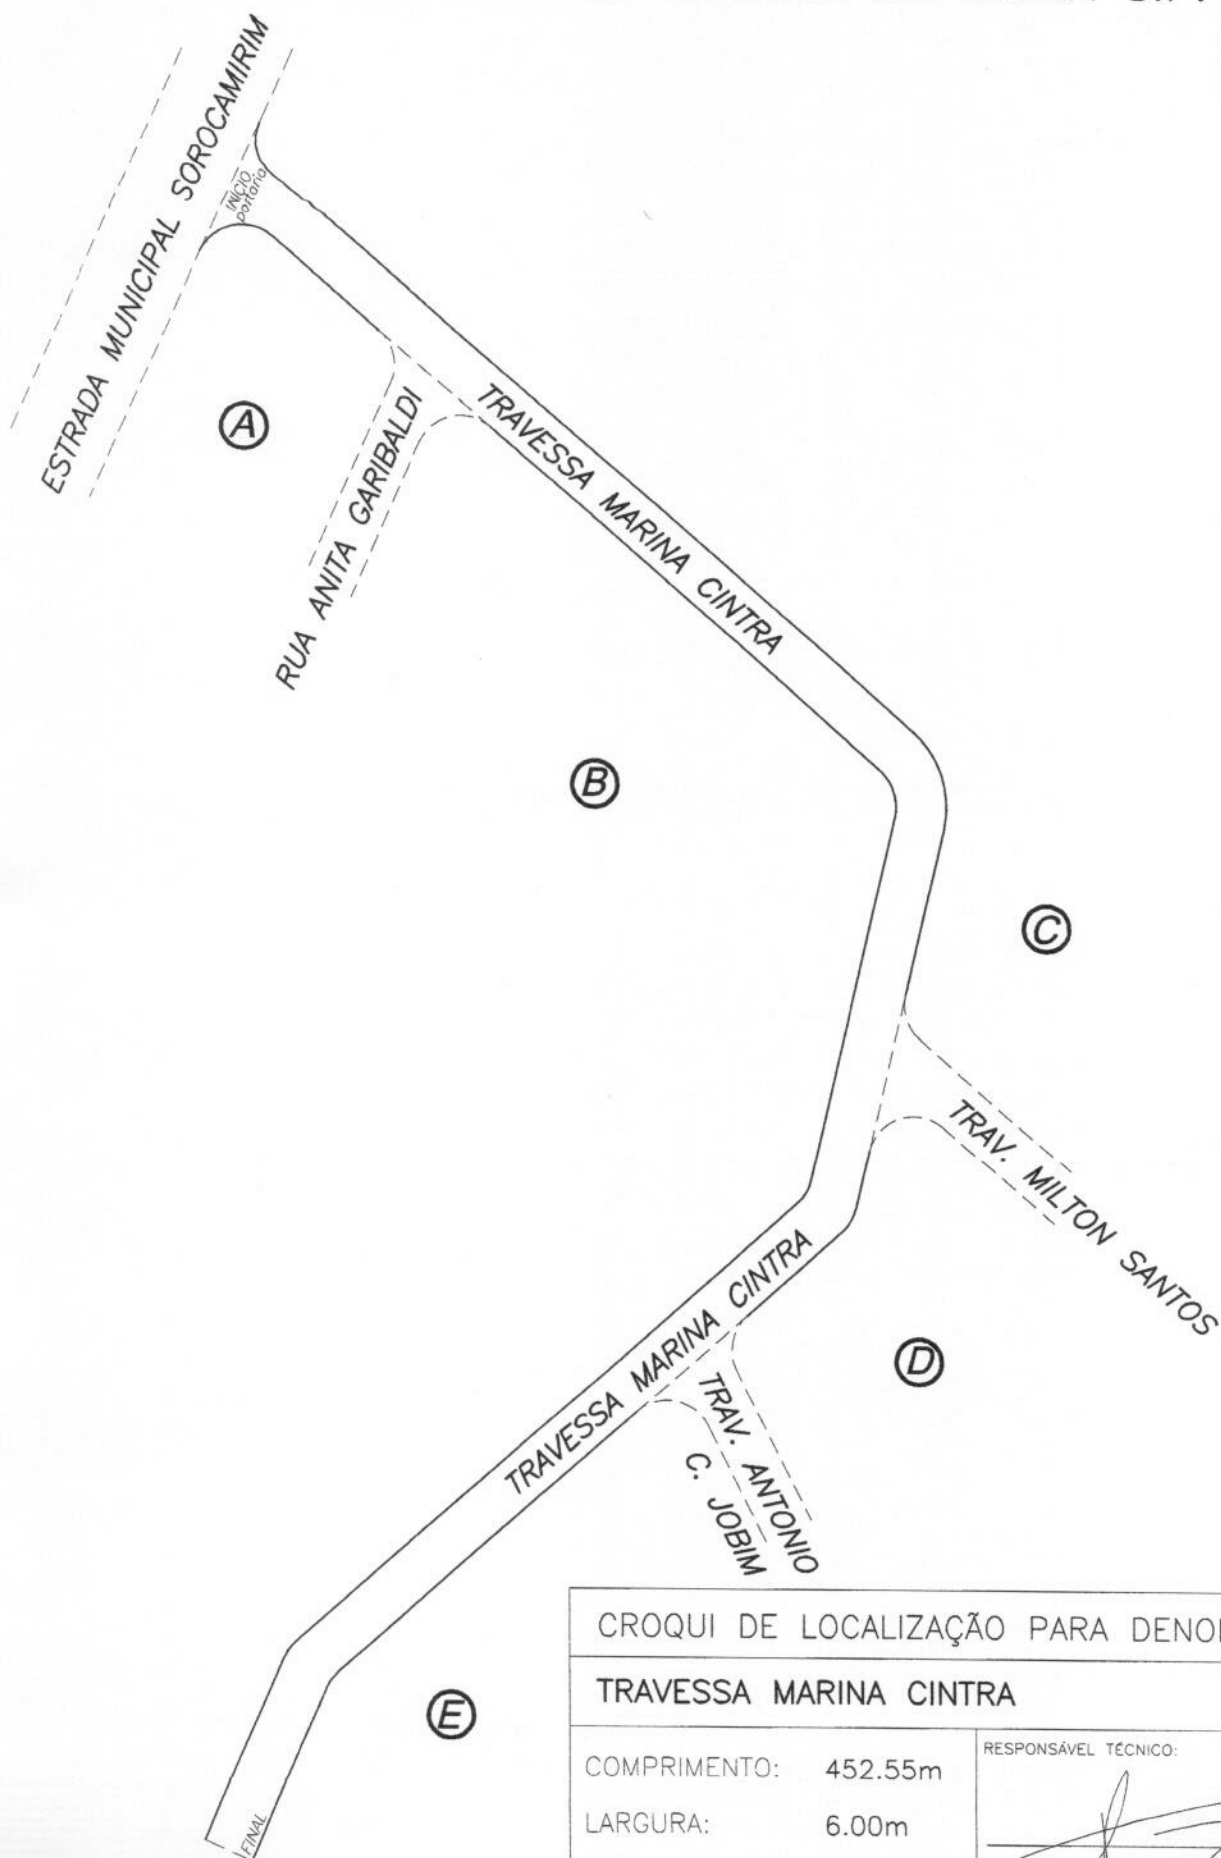 ESTRADA MUNICIPAL SOROCAMIRIM
INÍCIO
portaria
A
RUA ANITA GARIBALDI
TRAVESSA MARINA CINTRA
B
C
TRAV. MILTON SANTOS
TRAVESSA MARINA CINTRA
D
TRAV. ANTONIO
C. JOBIM
E
FINAL
CROQUI DE LOCALIZAÇÃO PARA
TRAVESSA MARINA CINTRA
COMPRIMENTO: 452.55m
LARGURA: 6.00m
RESPONSÁVEL TÉCNICO: